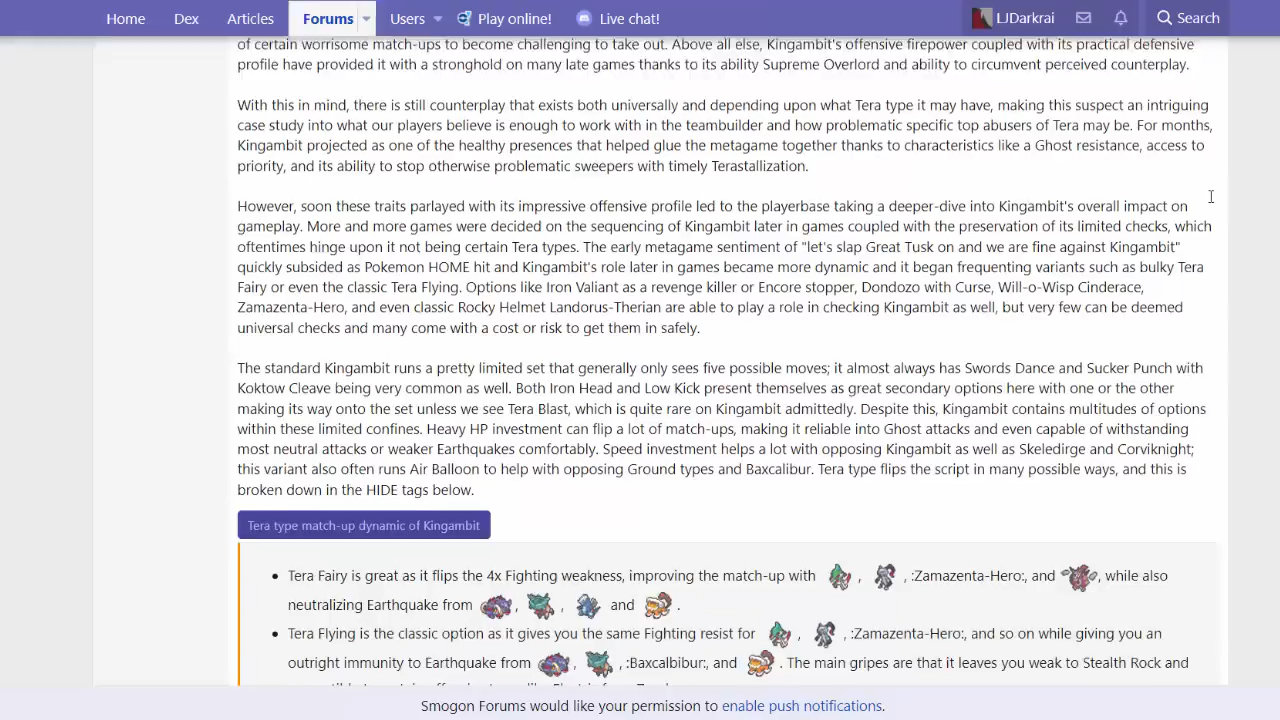 Home Dex Articles Forums Users Play online! Live chat! LJDarkrai Search
of certain worrisome match-ups to become challenging to take out. Above all else, Kingambit's offensive firepower coupled with its practical defensive
profile have provided it with a stronghold on many late games thanks to its ability Supreme Overlord and ability to circumvent perceived counterplay.
With this in mind, there is still counterplay that exists both universally and depending upon what Tera type it may have, making this suspect an intriguing
case study into what our players believe is enough to work with in the teambuilder and how problematic specific top abusers of Tera may be. For months,
Kingambit projected as one of the healthy presences that helped glue the metagame together thanks to characteristics like a Ghost resistance, access to
priority, and its ability to stop otherwise problematic sweepers with timely Terastallization.
However, soon these traits parlayed with its impressive offensive profile led to the playerbase taking a deeper-dive into Kingambit's overall impact on
gameplay. More and more games were decided on the sequencing of Kingambit later in games coupled with the preservation of its limited checks, which
oftentimes hinge upon it not being certain Tera types. The early metagame sentiment of "let's slap Great Tusk on and we are fine against Kingambit"
quickly subsided as Pokemon HOME hit and Kingambit's role later in games became more dynamic and it began frequenting variants such as bulky Tera
Fairy or even the classic Tera Flying. Options like Iron Valiant as a revenge killer or Encore stopper, Dondozo with Curse, Will-o-Wisp Cinderace,
Zamazenta-Hero, and even classic Rocky Helmet Landorus-Therian are able to play a role in checking Kingambit as well, but very few can be deemed
universal checks and many come with a cost or risk to get them in safely.
The standard Kingambit runs a pretty limited set that generally only sees five possible moves; it almost always has Swords Dance and Sucker Punch with
Koktow Cleave being very common as well. Both Iron Head and Low Kick present themselves as great secondary options here with one or the other
making its way onto the set unless we see Tera Blast, which is quite rare on Kingambit admittedly. Despite this, Kingambit contains multitudes of options
within these limited confines. Heavy HP investment can flip a lot of match-ups, making it reliable into Ghost attacks and even capable of withstanding
most neutral attacks or weaker Earthquakes comfortably. Speed investment helps a lot with opposing Kingambit as well as Skeledirge and Corviknight;
this variant also often runs Air Balloon to help with opposing Ground types and Baxcalibur. Tera type flips the script in many possible ways, and this is
broken down in the HIDE tags below.
Tera type match-up dynamic of Kingambit
• Tera Fairy is great as it flips the 4x Fighting weakness, improving the match-up with , , :Zamazenta-Hero:, and , while also
neutralizing Earthquake from , , and .
• Tera Flying is the classic option as it gives you the same Fighting resist for , , :Zamazenta-Hero:, and so on while giving you an
outright immunity to Earthquake from , , :Baxcalbibur:, and . The main gripes are that it leaves you weak to Stealth Rock and
Smogon Forums would like your permission to enable push notifications.